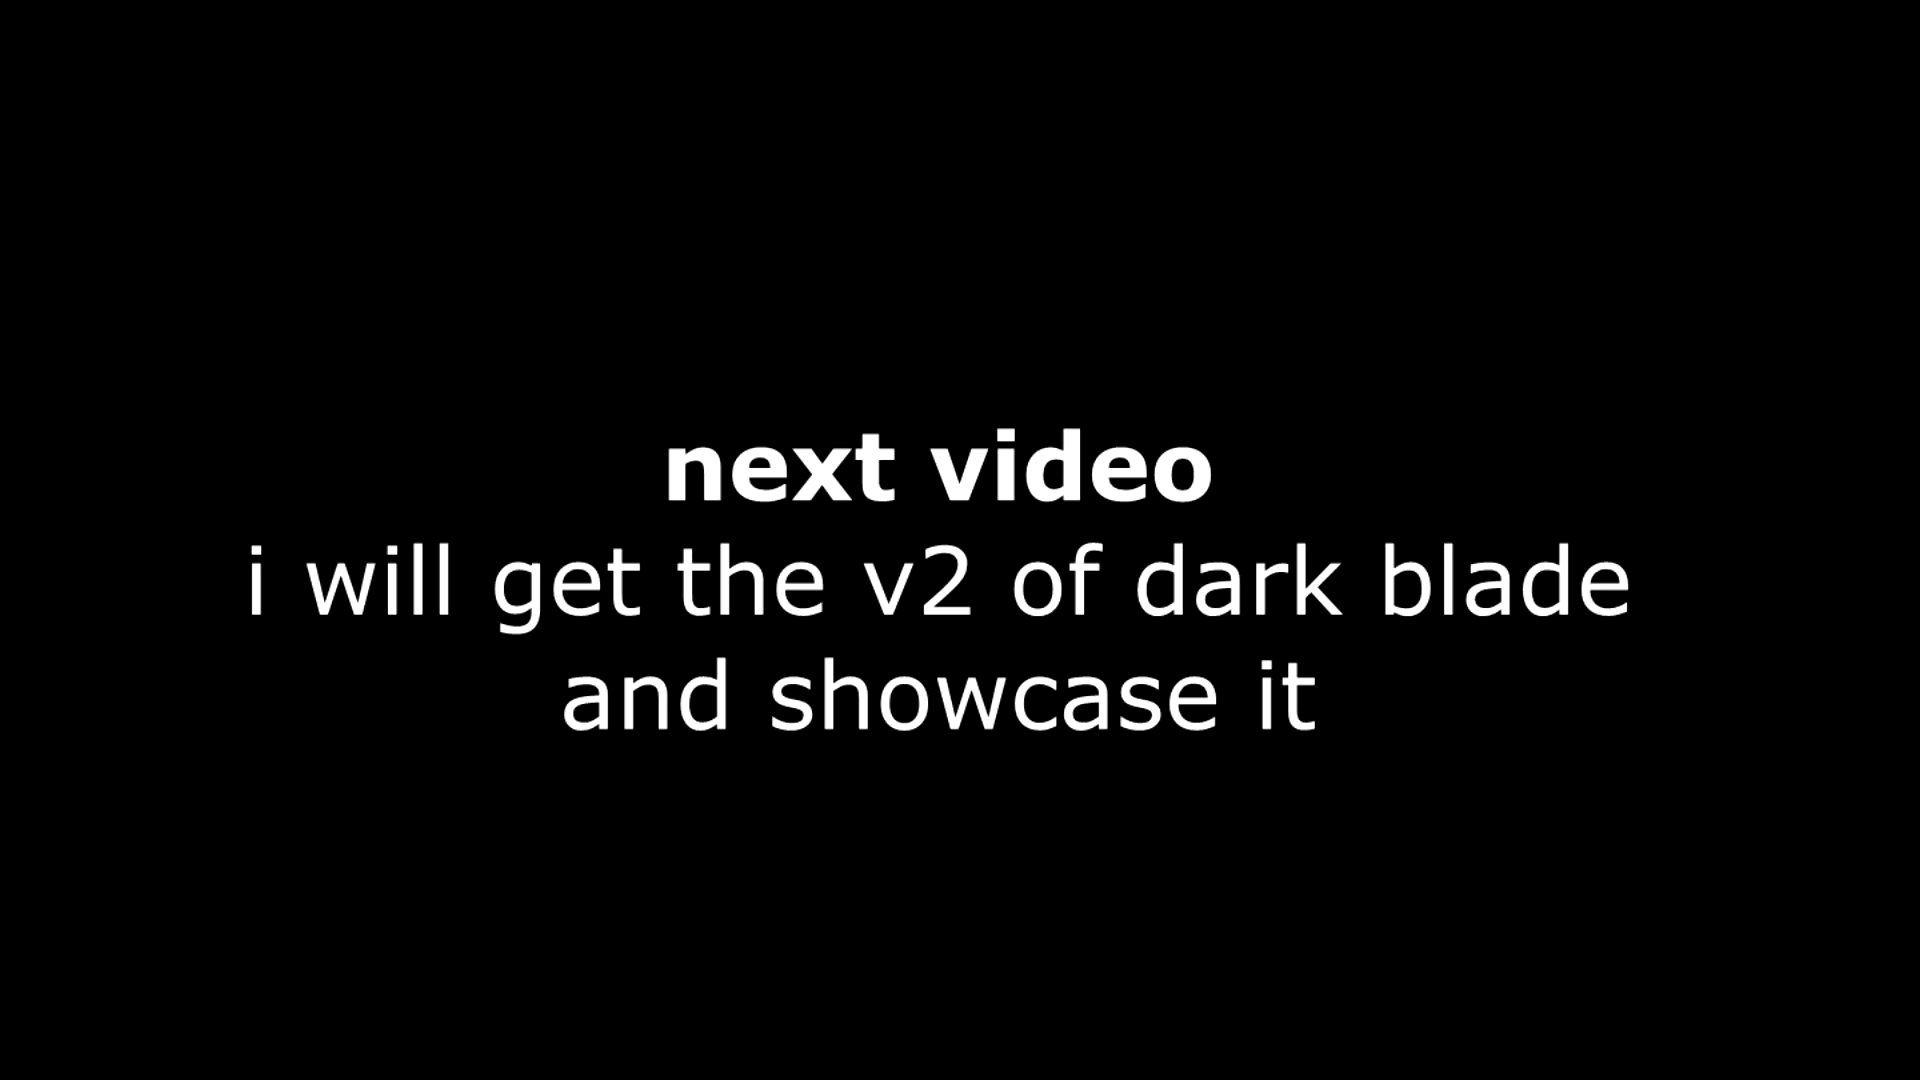 next video
i will get the v2 of dark blade
and showcase it